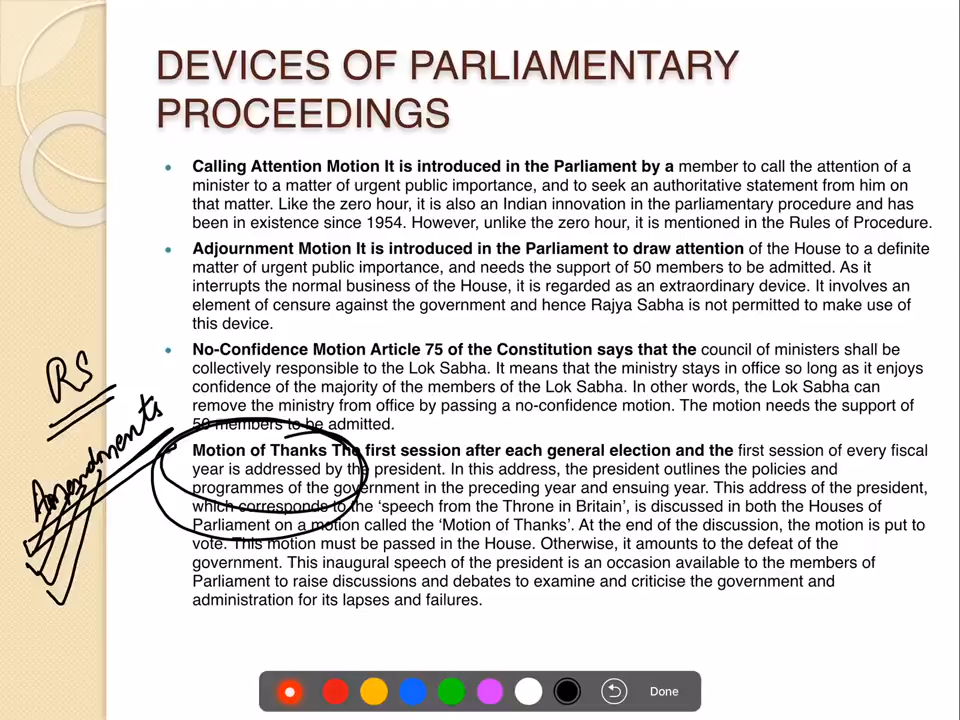 DEVICES OF PARLIAMENTARY
PROCEEDINGS
• Calling Attention Motion It is introduced in the Parliament by a member to call the attention of a
minister to a matter of urgent public importance, and to seek an authoritative statement from him on
that matter. Like the zero hour, it is also an Indian innovation in the parliamentary procedure and has
been in existence since 1954. However, unlike the zero hour, it is mentioned in the Rules of Procedure.
• Adjournment Motion It is introduced in the Parliament to draw attention of the House to a definite
matter of urgent public importance, and needs the support of 50 members to be admitted. As it
interrupts the normal business of the House, it is regarded as an extraordinary device. It involves an
element of censure against the government and hence Rajya Sabha is not permitted to make use of
this device.
• No-Confidence Motion Article 75 of the Constitution says that the council of ministers shall be
collectively responsible to the Lok Sabha. It means that the ministry stays in office so long as it enjoys
confidence of the majority of the members of the Lok Sabha. In other words, the Lok Sabha can
remove the ministry from office by passing a no-confidence motion. The motion needs the support of
50 members to be admitted.
• Motion of Thanks The first session after each general election and the first session of every fiscal
year is addressed by the president. In this address, the president outlines the policies and
programmes of the government in the preceding year and ensuing year. This address of the president,
which corresponds to the ‘speech from the Throne in Britain’, is discussed in both the Houses of
Parliament on a motion called the ‘Motion of Thanks’. At the end of the discussion, the motion is put to
vote. This motion must be passed in the House. Otherwise, it amounts to the defeat of the
government. This inaugural speech of the president is an occasion available to the members of
Parliament to raise discussions and debates to examine and criticise the government and
administration for its lapses and failures.
RS
Amendments
Done